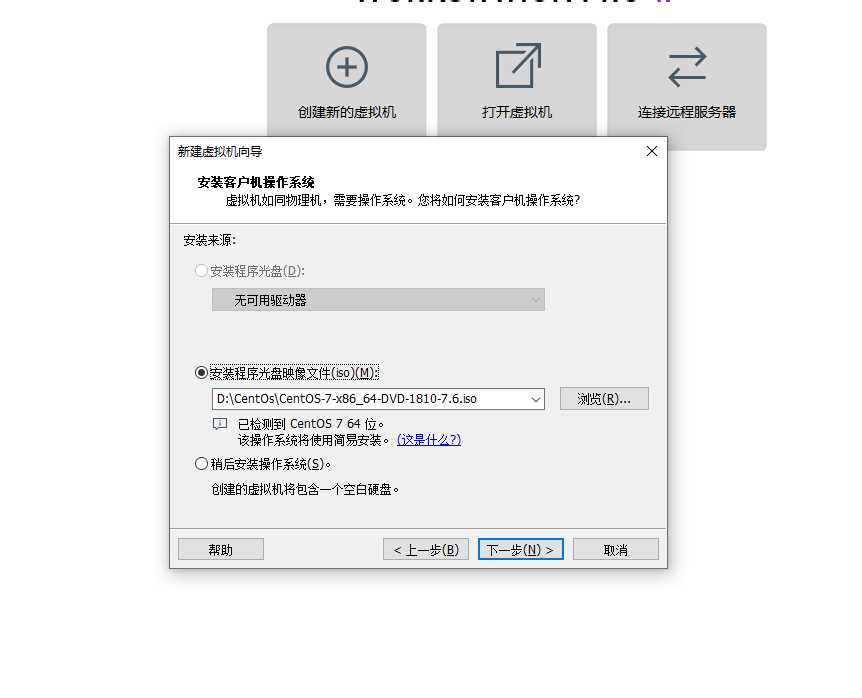 创建新的虚拟机
打开虚拟机
连接远程服务器
新建虚拟机向导
安装客户机操作系统
虚拟机如同物理机，需要操作系统。您将如何安装客户机操作系统?
安装来源:
安装程序光盘(D):
无可用驱动器
安装程序光盘映像文件(iso)(M):
D:\CentOs\CentOS-7-x86_64-DVD-1810-7.6.iso
浏览(R)...
已检测到 CentOS 7 64 位。
该操作系统将使用简易安装。 (这是什么?)
稍后安装操作系统(S)。
创建的虚拟机将包含一个空白硬盘。
帮助
< 上一步(B)
下一步(N) >
取消